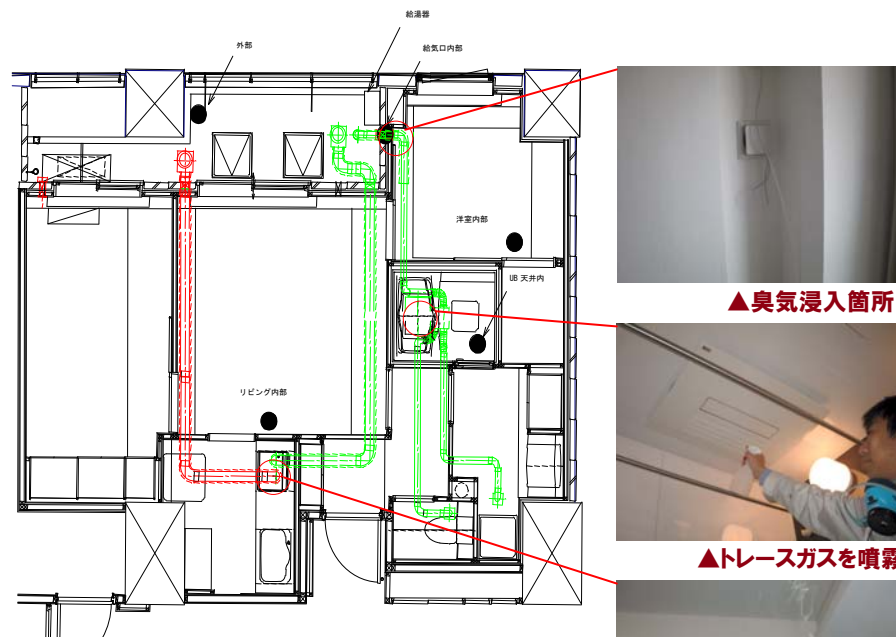 給湯器
外部
給気口内部
洋室内部
UB 天井内
リビング内部
▲臭気浸入箇所
▲トレースガスを噴霧